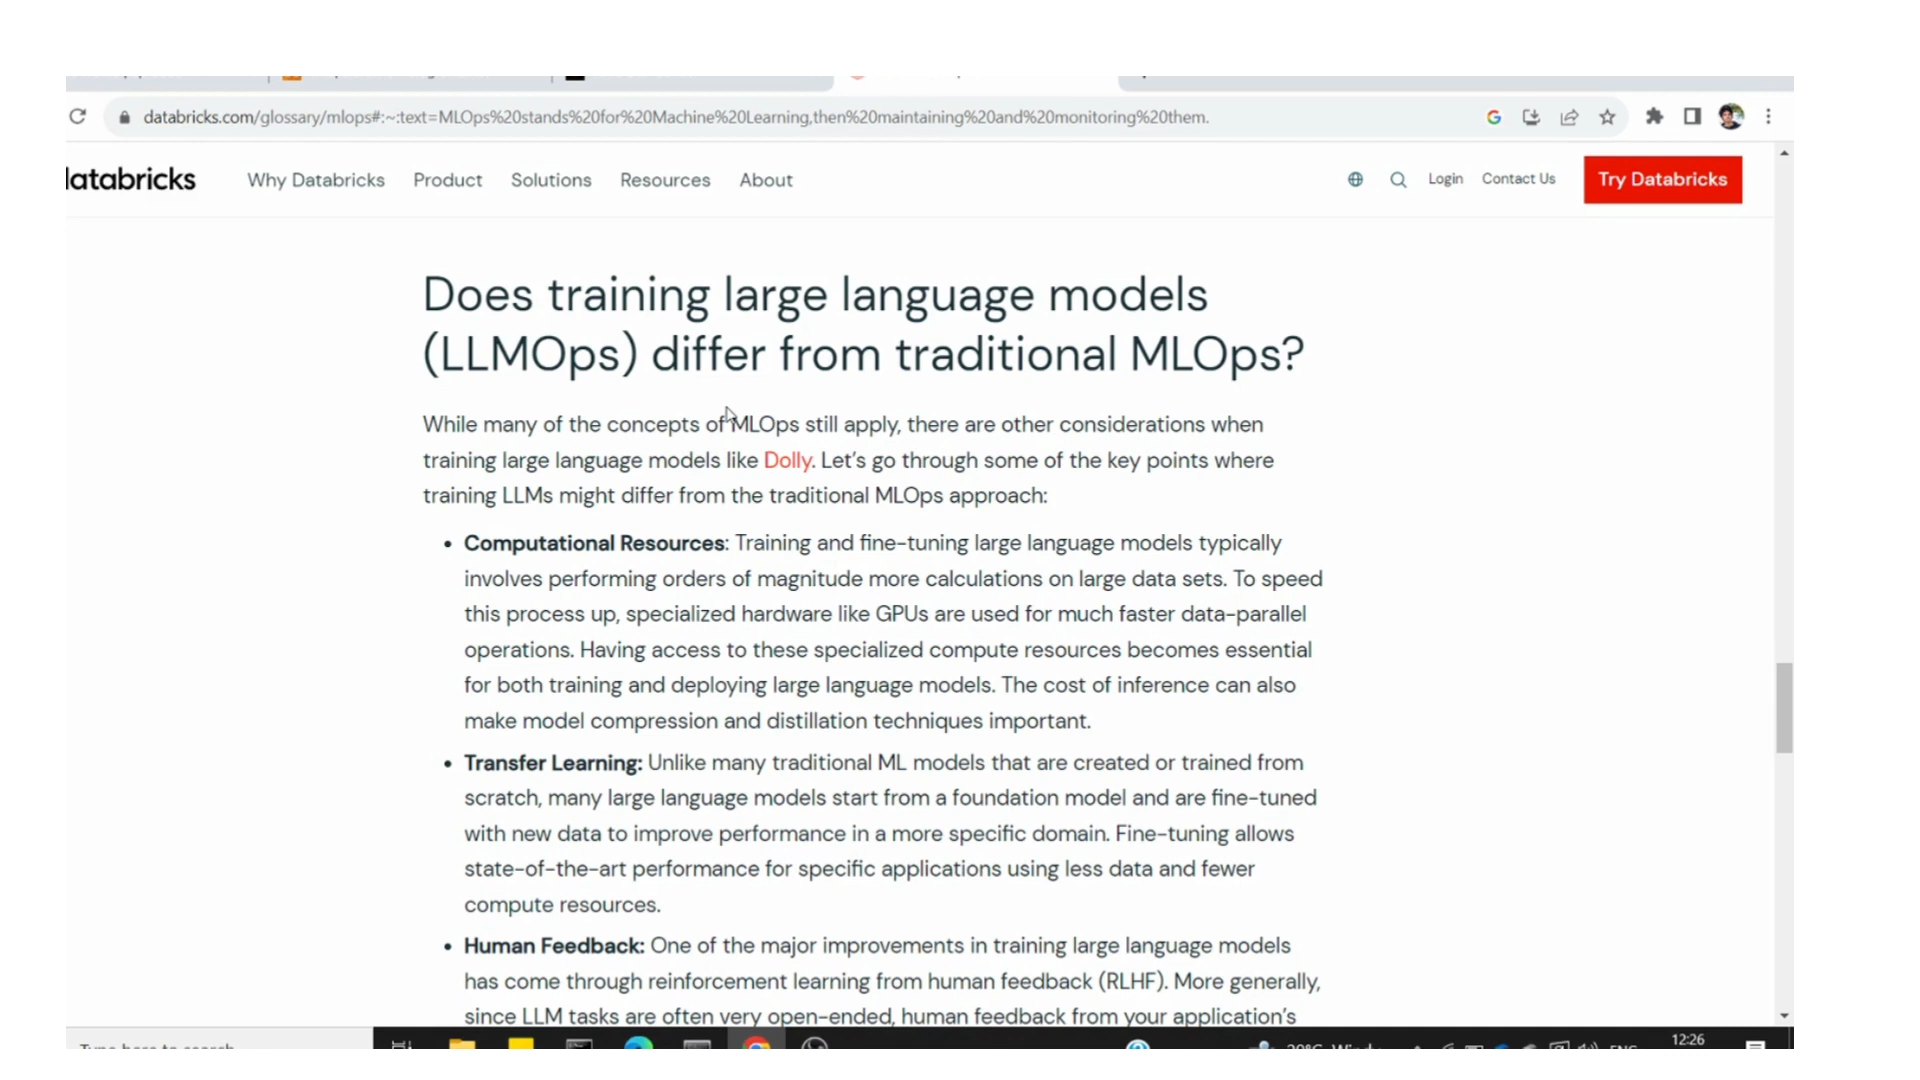 databricks.com/glossary/mlops#:~:text=MLOps%20stands%20for%20Machine%20Learning,then%20maintaining%20and%20monitoring%20them.
databricks Why Databricks Product Solutions Resources About Login Contact Us Try Databricks
Does training large language models
(LLMOps) differ from traditional MLOps?
While many of the concepts of MLOps still apply, there are other considerations when
training large language models like Dolly. Let's go through some of the key points where
training LLMs might differ from the traditional MLOps approach:
• Computational Resources: Training and fine-tuning large language models typically
involves performing orders of magnitude more calculations on large data sets. To speed
this process up, specialized hardware like GPUs are used for much faster data-parallel
operations. Having access to these specialized compute resources becomes essential
for both training and deploying large language models. The cost of inference can also
make model compression and distillation techniques important.
• Transfer Learning: Unlike many traditional ML models that are created or trained from
scratch, many large language models start from a foundation model and are fine-tuned
with new data to improve performance in a more specific domain. Fine-tuning allows
state-of-the-art performance for specific applications using less data and fewer
compute resources.
• Human Feedback: One of the major improvements in training large language models
has come through reinforcement learning from human feedback (RLHF). More generally,
since LLM tasks are often very open-ended, human feedback from your application's
Type here to search 12:26